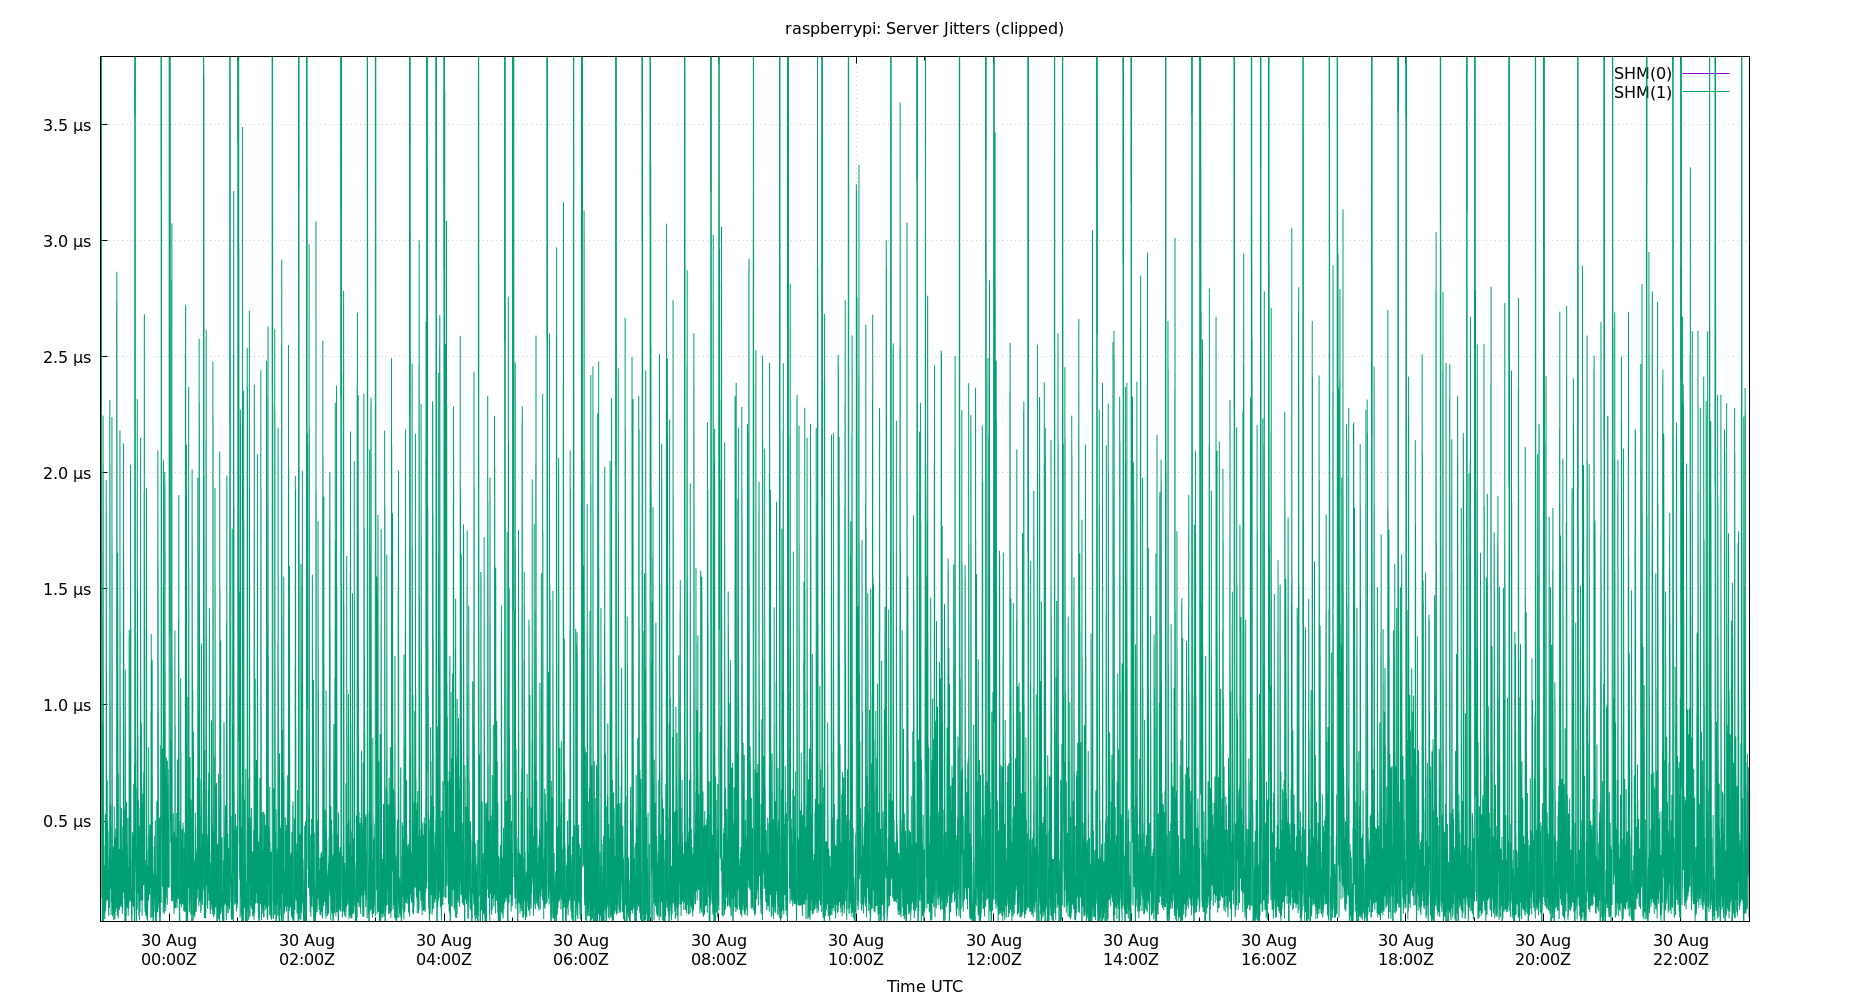 raspberrypi: Server Jitters (clipped)
SHM(0)
SHM(1)
3.5 µs
3.0 µs
2.5 µs
2.0 µs
1.5 µs
1.0 µs
0.5 µs
30 Aug 30 Aug 30 Aug 30 Aug 30 Aug 30 Aug 30 Aug 30 Aug 30 Aug 30 Aug 30 Aug 30 Aug
00:00Z 02:00Z 04:00Z 06:00Z 08:00Z 10:00Z 12:00Z 14:00Z 16:00Z 18:00Z 20:00Z 22:00Z
Time UTC